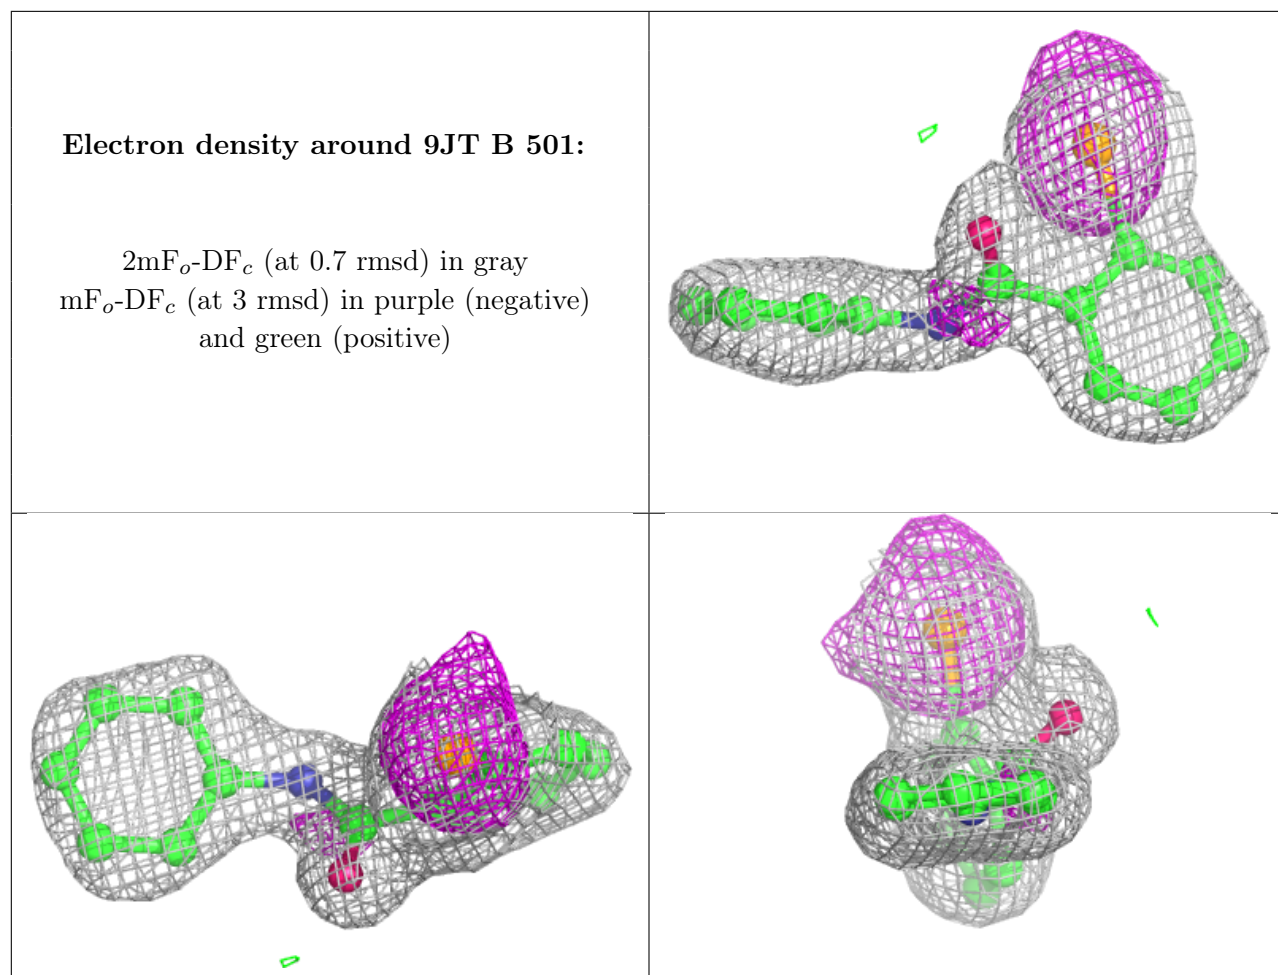 Electron density around 9JT B 501:
2mFo-DFc (at 0.7 rmsd) in gray
mFo-DFc (at 3 rmsd) in purple (negative)
and green (positive)